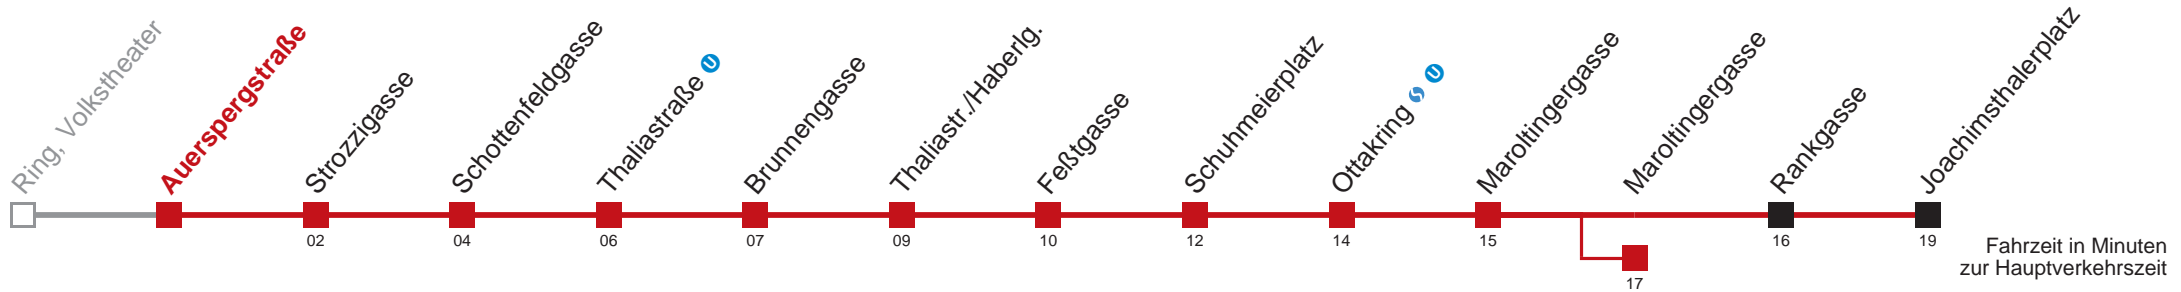 Ring, Volkstheater
Auerspergstraße
Strozzigasse
Schottenfeldgasse
Thaliastraße U
Brunnengasse
Thaliastr./Haberlg.
Feßtgasse
Schuhmeierplatz
Ottakring S U
Maroltingergasse
Maroltingergasse
Rankgasse
Joachimsthalerplatz
02
04
06
07
09
10
12
14
15
17
16
19
Fahrzeit in Minuten
zur Hauptverkehrszeit